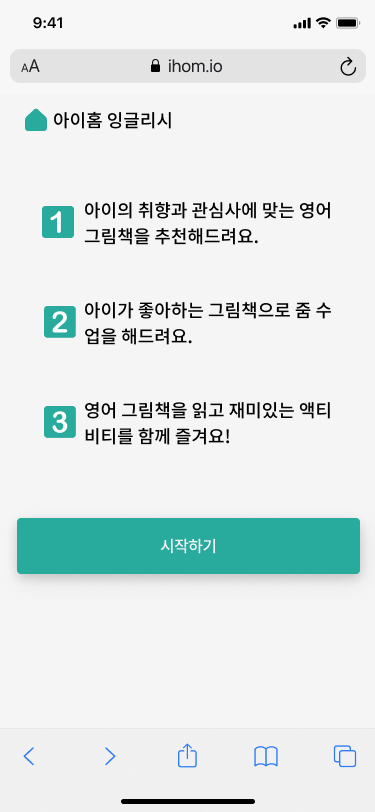 9:41
AA
ihom.io
아이홈 잉글리시
1
아이의 취향과 관심사에 맞는 영어
그림책을 추천해드려요.
2
아이가 좋아하는 그림책으로 줌 수
업을 해드려요.
3
영어 그림책을 읽고 재미있는 액티
비티를 함께 즐겨요!
시작하기